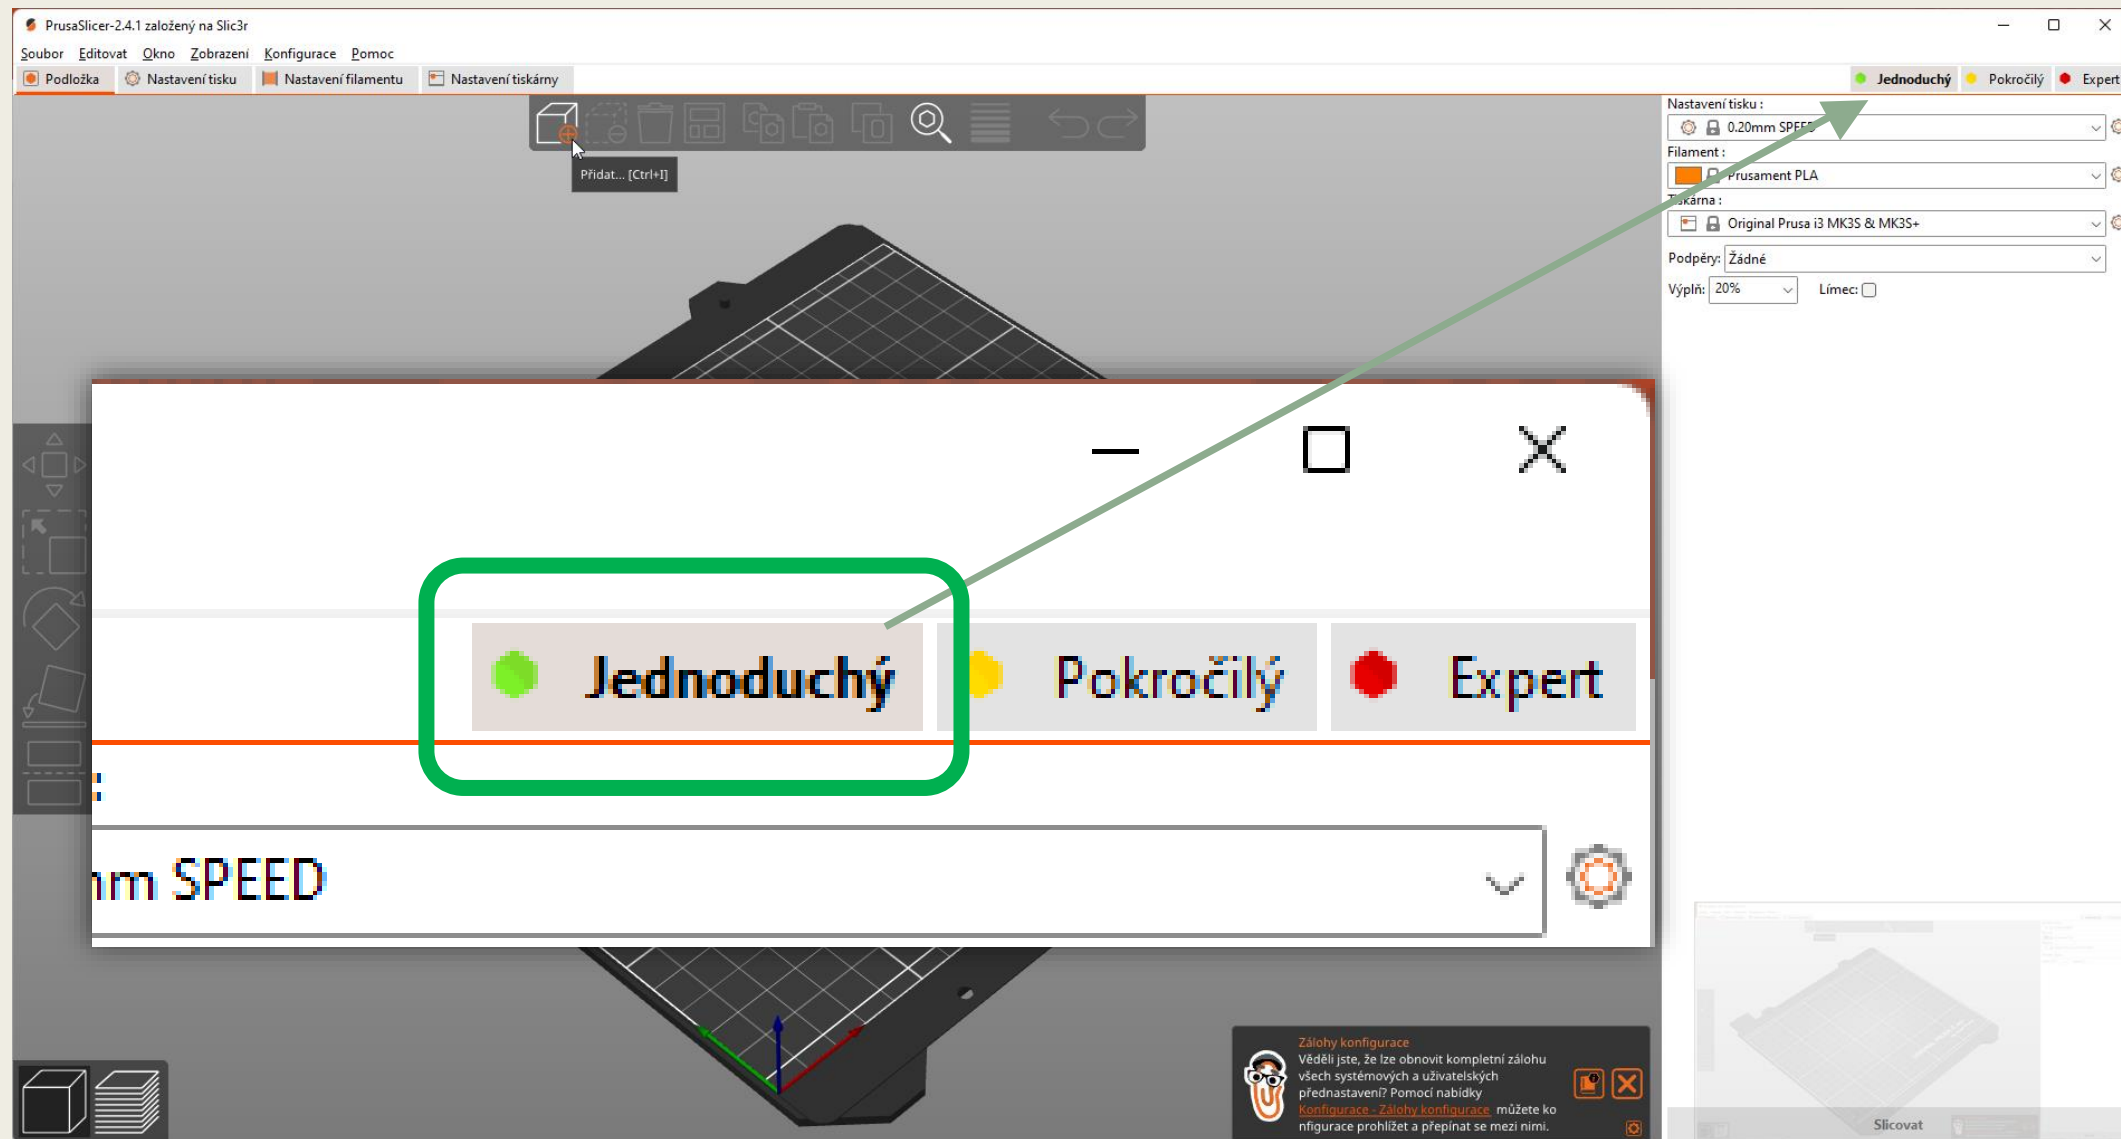 PrusaSlicer-2.4.1 založený na Slic3r
Soubor Editovat Okno Zobrazení Konfigurace Pomoc
Podložka Nastavení tisku Nastavení filamentu Nastavení tiskárny
Jednoduchý Pokročilý Expert
Přidat... [Ctrl+I]
Nastavení tisku :
0.20mm SPEED
Filament :
Prusament PLA
Tiskárna :
Original Prusa i3 MK3S & MK3S+
Podpěry: Žádné
Výplň: 20% Límec:
Jednoduchý Pokročilý Expert
:
mm SPEED
Zálohy konfigurace
Věděli jste, že lze obnovit kompletní zálohu
všech systémových a uživatelských
přednastavení? Pomocí nabídky
Konfigurace - Zálohy konfigurace můžete ko
nfigurace prohlížet a přepínat se mezi nimi.
Slicovat